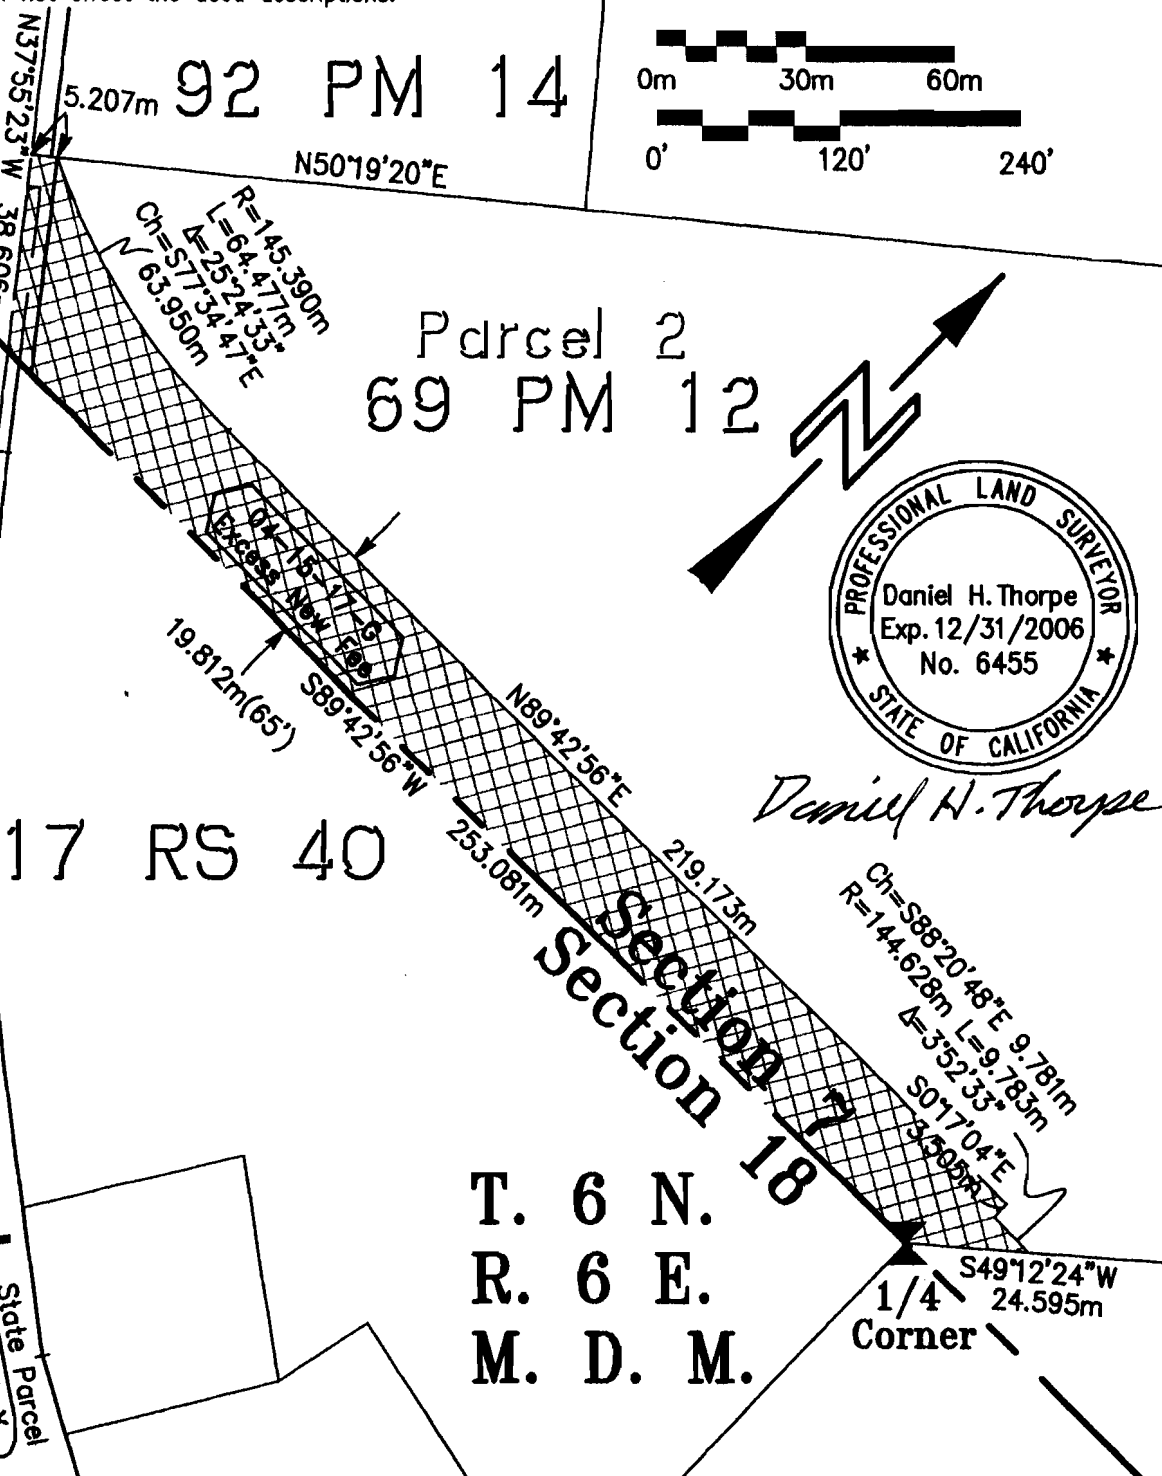 N37°55'23"W
5.207m
92 PM 14
0m 30m 60m
0' 120' 240'
N50°19'20"E
R=145.390m
L=64.477m
Δ=25°24'33"
Ch=S77°34'47"E
63.950m
Parcel 2
69 PM 12
N
PROFESSIONAL LAND SURVEYOR
Daniel H. Thorpe
Exp. 12/31/2006
No. 6455
STATE OF CALIFORNIA
Daniel H. Thorpe
04-15-17-G
Excess New Fee
19.812m(65')
S89°42'56"W
253.081m
N89°42'56"E
219.173m
17 RS 40
Section 7
Section 18
Ch=S88°20'48"E 9.781m
R=144.628m L=9.783m
Δ=3°52'33"
S0°17'04"E
3.505m
T. 6 N.
R. 6 E.
M. D. M.
1/4
Corner
S49°12'24"W
24.595m
State Parcel